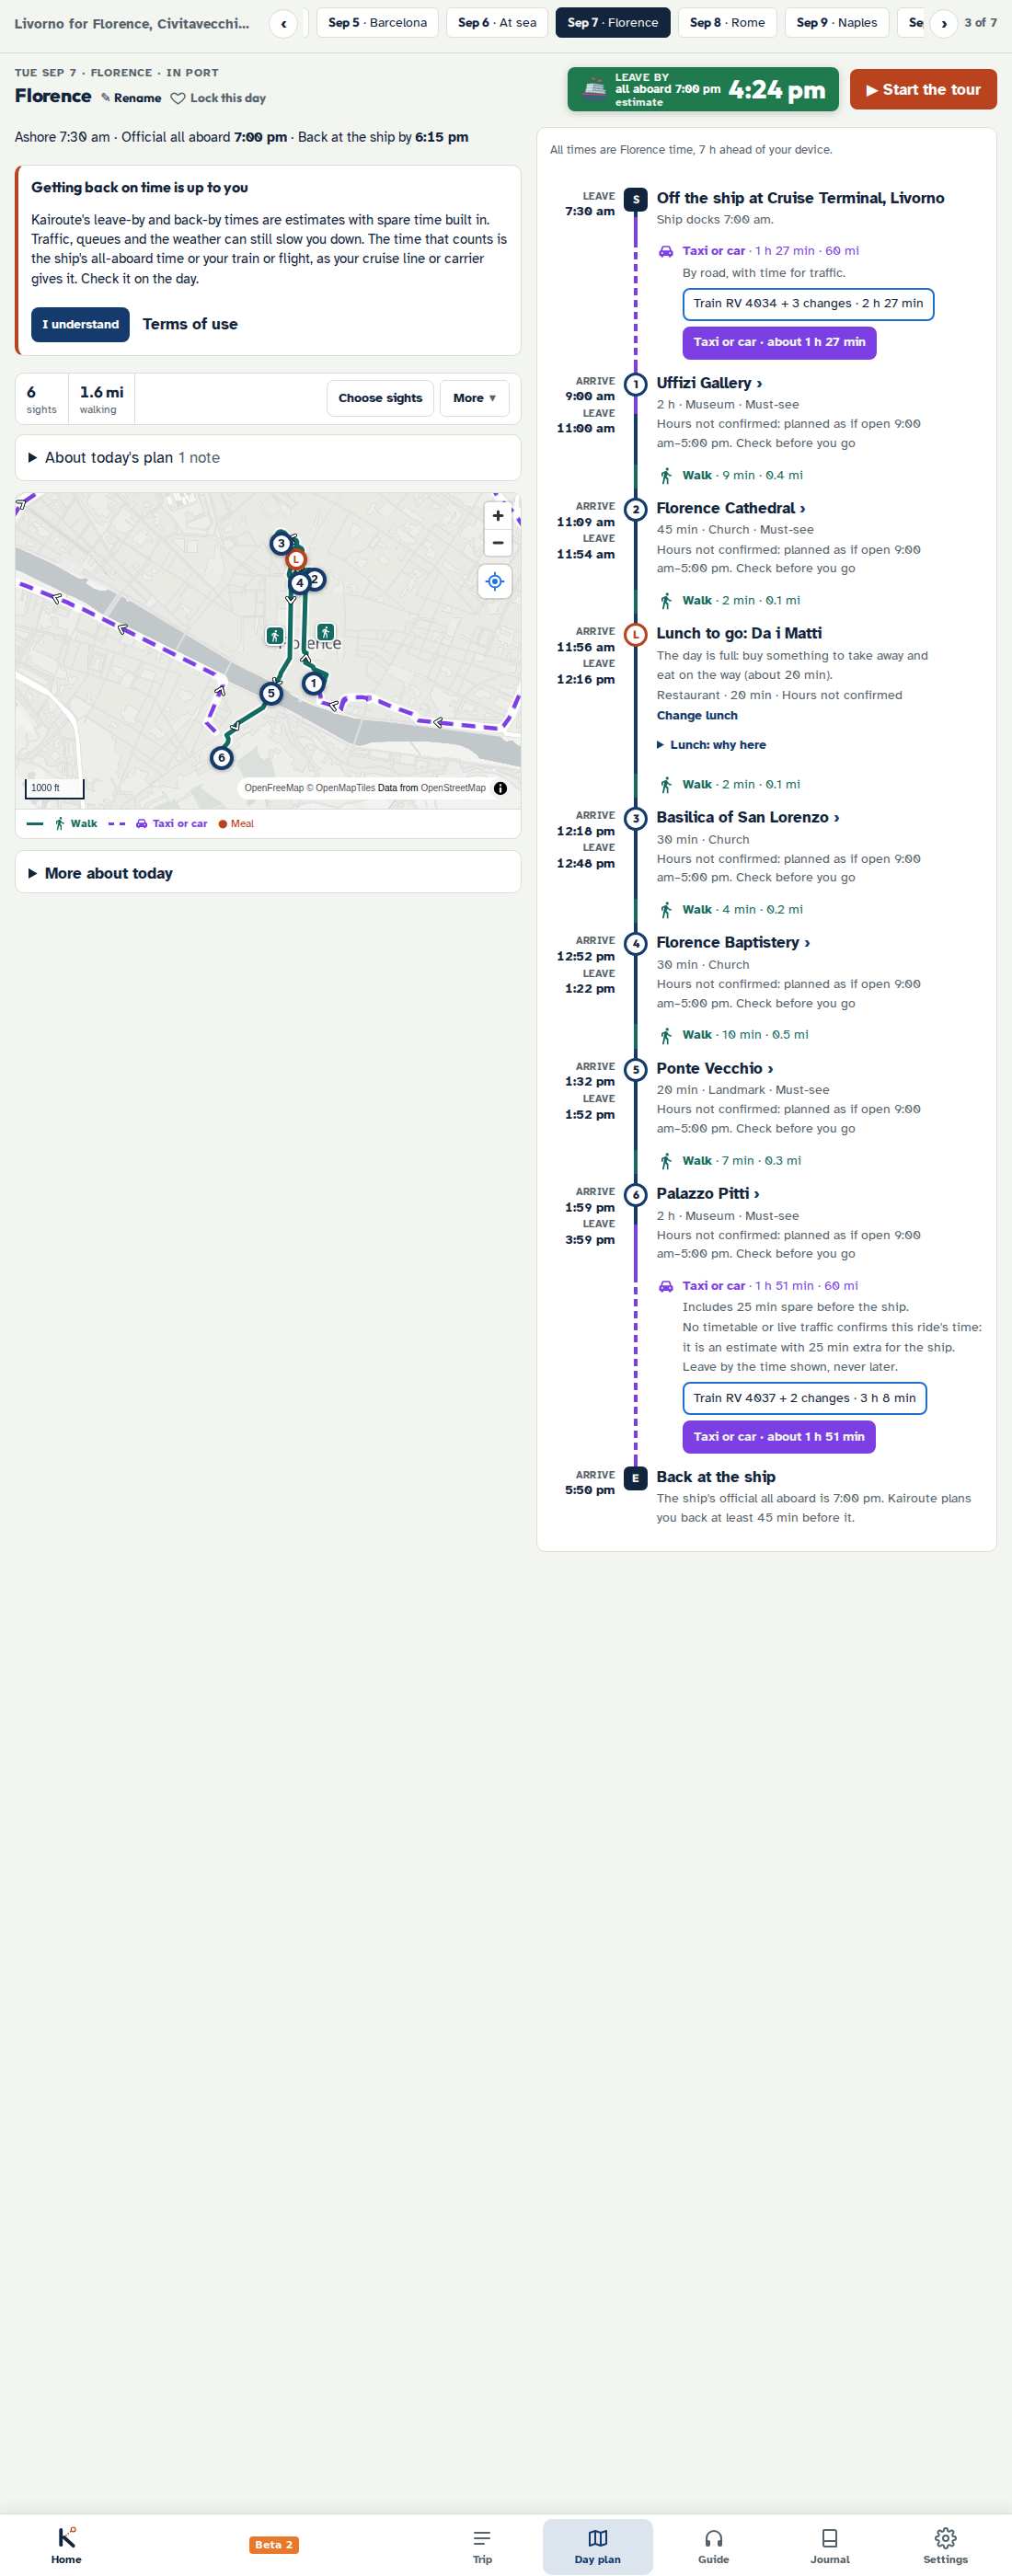 Livorno for Florence, Civitavecchi...
‹
Sep 5 · Barcelona
Sep 6 · At sea
Sep 7 · Florence
Sep 8 · Rome
Sep 9 · Naples
›
3 of 7
TUE SEP 7 · FLORENCE · IN PORT
Florence ✎ Rename Lock this day
LEAVE BY
all aboard 7:00 pm
estimate
4:24 pm
▶ Start the tour
Ashore 7:30 am · Official all aboard 7:00 pm · Back at the ship by 6:15 pm
Getting back on time is up to you
Kairoute's leave-by and back-by times are estimates with spare time built in.
Traffic, queues and the weather can still slow you down. The time that counts is
the ship's all-aboard time or your train or flight, as your cruise line or carrier
gives it. Check it on the day.
I understand
Terms of use
6
sights
1.6 mi
walking
Choose sights
More ▼
▶ About today's plan 1 note
3
L
4
2
1
5
6
+
−
1000 ft
OpenFreeMap © OpenMapTiles Data from OpenStreetMap
Walk
Taxi or car
Meal
▶ More about today
All times are Florence time, 7 h ahead of your device.
LEAVE
7:30 am
S
Off the ship at Cruise Terminal, Livorno
Ship docks 7:00 am.
Taxi or car · 1 h 27 min · 60 mi
By road, with time for traffic.
Train RV 4034 + 3 changes · 2 h 27 min
Taxi or car · about 1 h 27 min
ARRIVE
9:00 am
LEAVE
11:00 am
1
Uffizi Gallery ›
2 h · Museum · Must-see
Hours not confirmed: planned as if open 9:00
am–5:00 pm. Check before you go
Walk · 9 min · 0.4 mi
ARRIVE
11:09 am
LEAVE
11:54 am
2
Florence Cathedral ›
45 min · Church · Must-see
Hours not confirmed: planned as if open 9:00
am–5:00 pm. Check before you go
Walk · 2 min · 0.1 mi
ARRIVE
11:56 am
LEAVE
12:16 pm
L
Lunch to go: Da i Matti
The day is full: buy something to take away and
eat on the way (about 20 min).
Restaurant · 20 min · Hours not confirmed
Change lunch
▶ Lunch: why here
Walk · 2 min · 0.1 mi
ARRIVE
12:18 pm
LEAVE
12:48 pm
3
Basilica of San Lorenzo ›
30 min · Church
Hours not confirmed: planned as if open 9:00
am–5:00 pm. Check before you go
Walk · 4 min · 0.2 mi
ARRIVE
12:52 pm
LEAVE
1:22 pm
4
Florence Baptistery ›
30 min · Church
Hours not confirmed: planned as if open 9:00
am–5:00 pm. Check before you go
Walk · 10 min · 0.5 mi
ARRIVE
1:32 pm
LEAVE
1:52 pm
5
Ponte Vecchio ›
20 min · Landmark · Must-see
Hours not confirmed: planned as if open 9:00
am–5:00 pm. Check before you go
Walk · 7 min · 0.3 mi
ARRIVE
1:59 pm
LEAVE
3:59 pm
6
Palazzo Pitti ›
2 h · Museum · Must-see
Hours not confirmed: planned as if open 9:00
am–5:00 pm. Check before you go
Taxi or car · 1 h 51 min · 60 mi
Includes 25 min spare before the ship.
No timetable or live traffic confirms this ride's time:
it is an estimate with 25 min extra for the ship.
Leave by the time shown, never later.
Train RV 4037 + 2 changes · 3 h 8 min
Taxi or car · about 1 h 51 min
ARRIVE
5:50 pm
E
Back at the ship
The ship's official all aboard is 7:00 pm. Kairoute plans
you back at least 45 min before it.
Home
Beta 2
Trip
Day plan
Guide
Journal
Settings